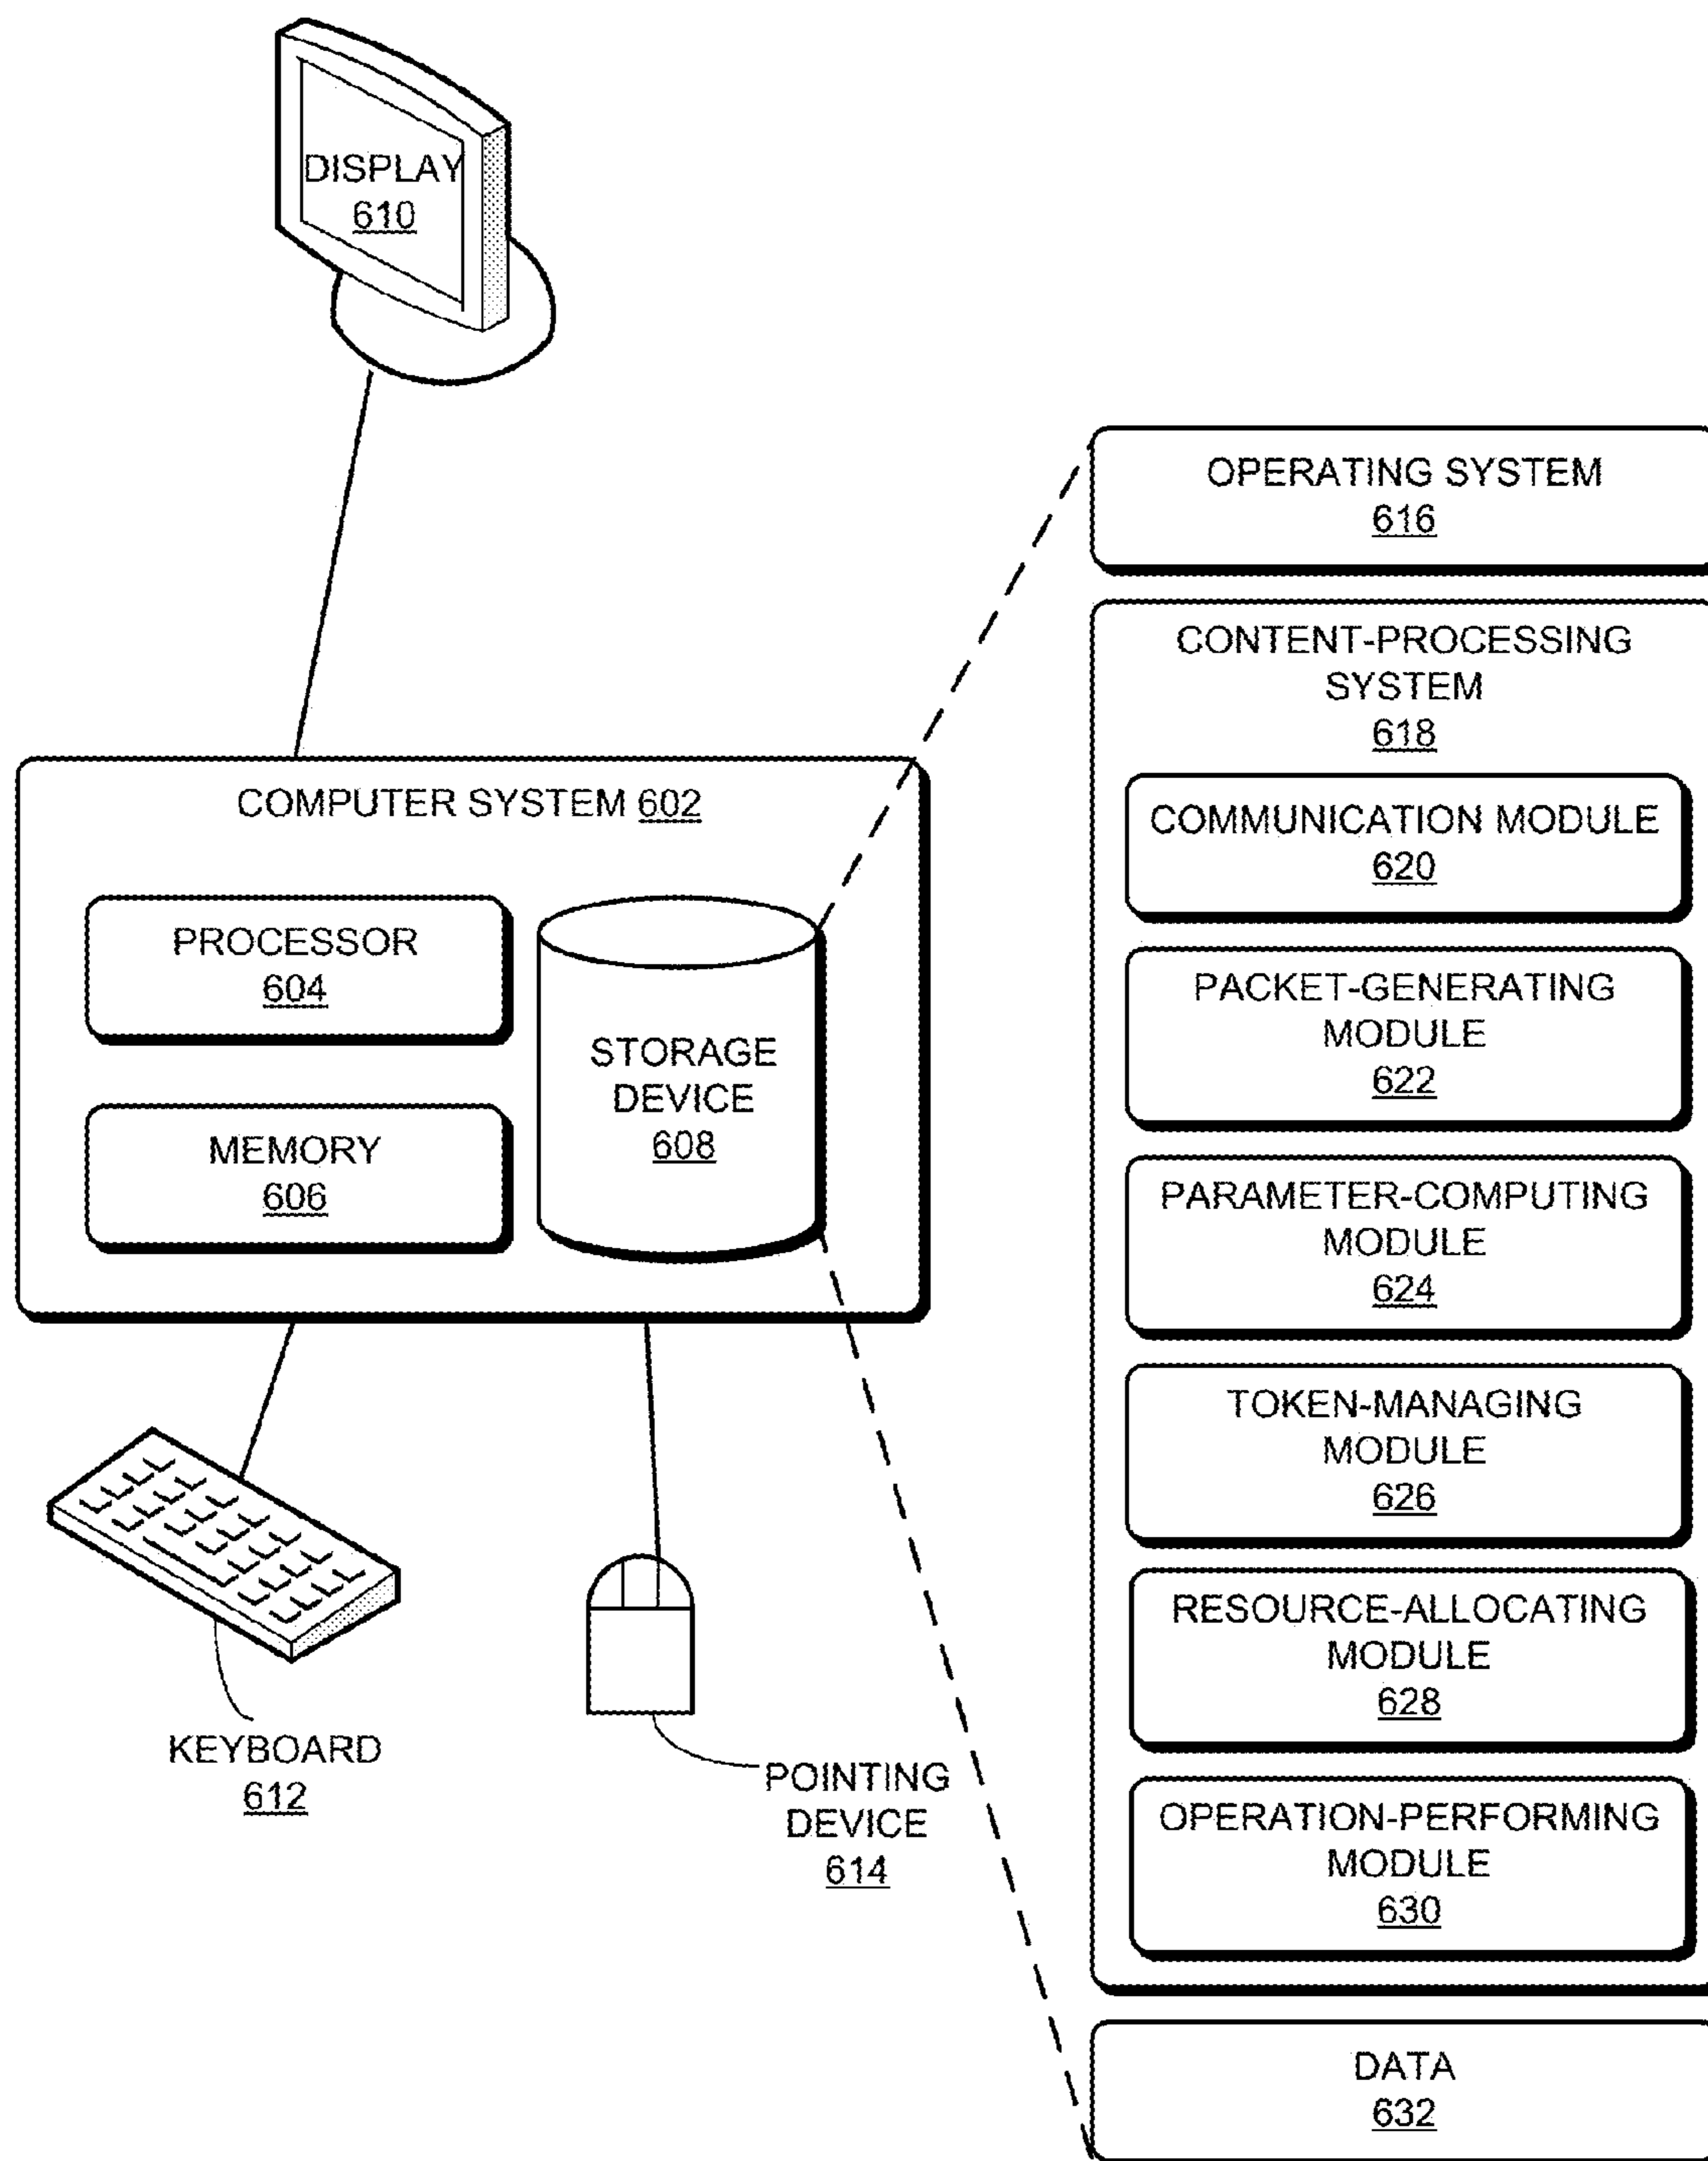 DISPLAY
610
COMPUTER SYSTEM 602
PROCESSOR
604
MEMORY
606
STORAGE
DEVICE
608
KEYBOARD
612
POINTING
DEVICE
614
OPERATING SYSTEM
616
CONTENT-PROCESSING
SYSTEM
618
COMMUNICATION MODULE
620
PACKET-GENERATING
MODULE
622
PARAMETER-COMPUTING
MODULE
624
TOKEN-MANAGING
MODULE
626
RESOURCE-ALLOCATING
MODULE
628
OPERATION-PERFORMING
MODULE
630
DATA
632